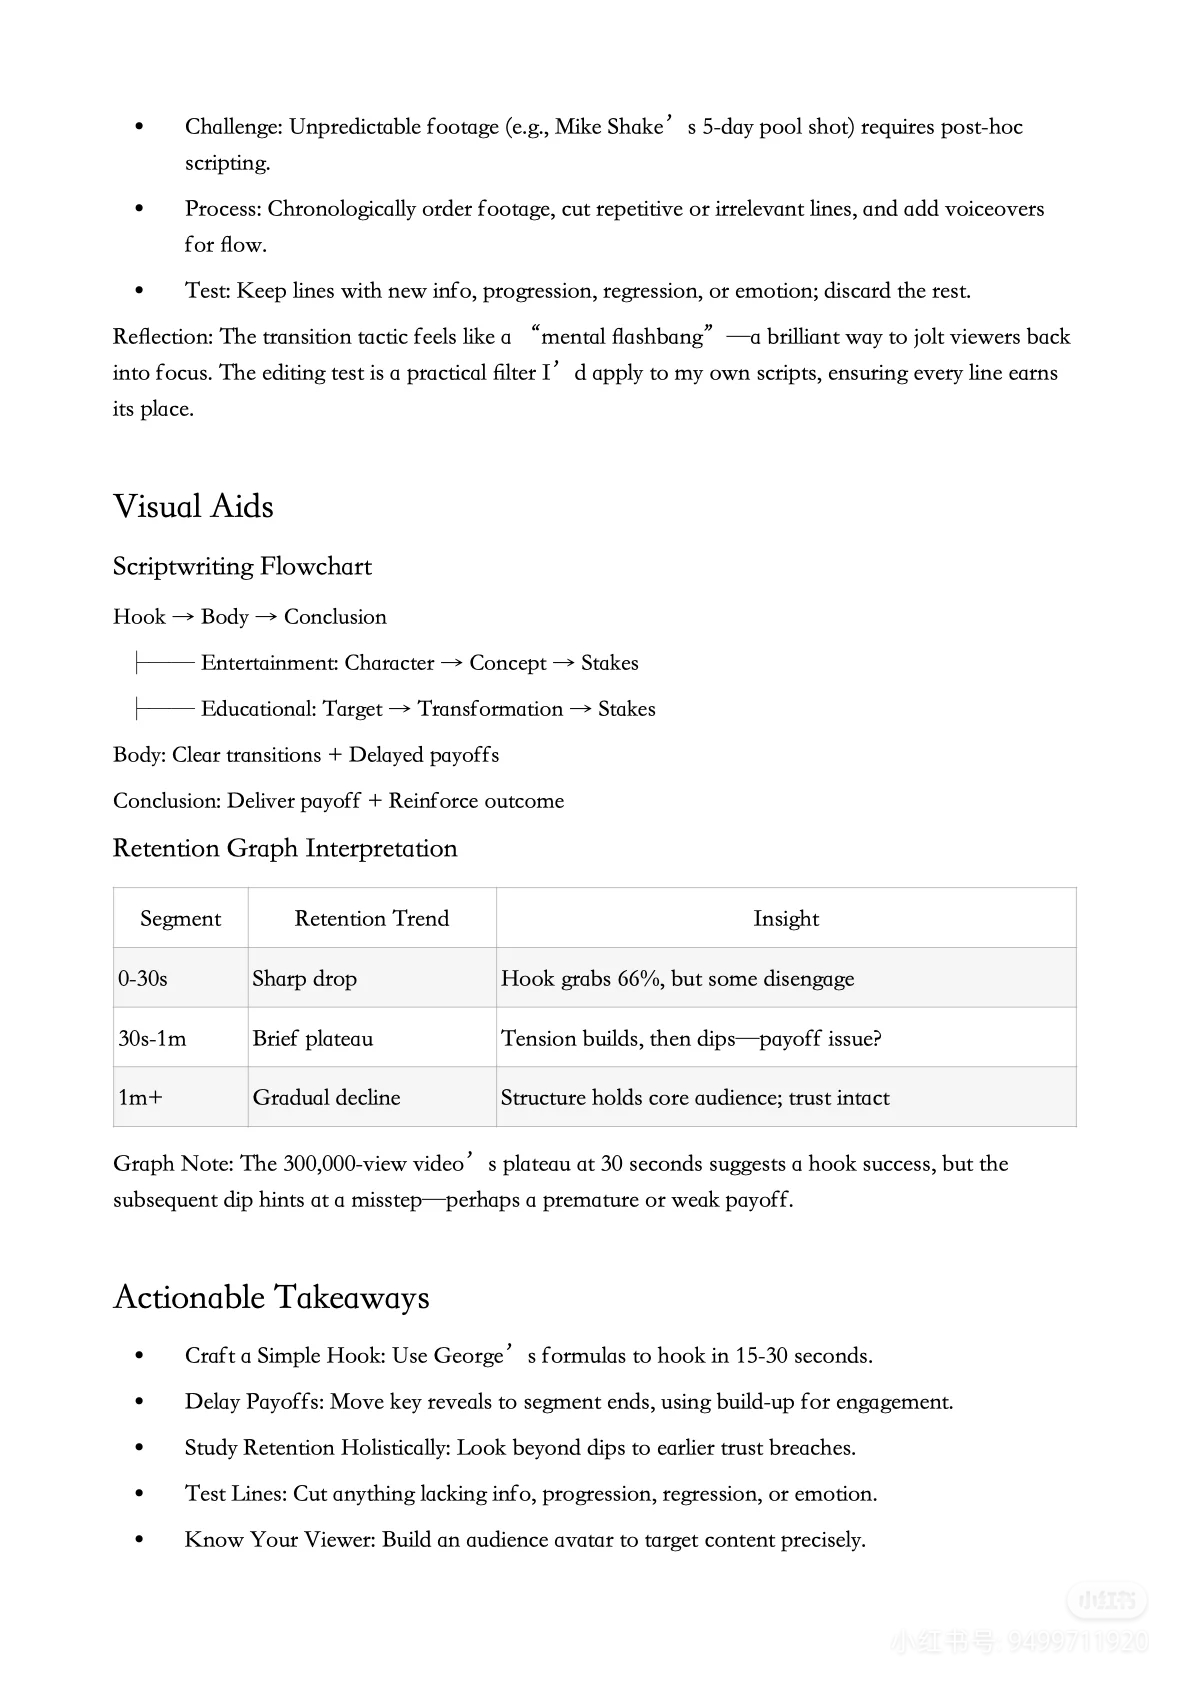 • Challenge: Unpredictable footage (e.g., Mike Shake’s 5-day pool shot) requires post-hoc
scripting.
• Process: Chronologically order footage, cut repetitive or irrelevant lines, and add voiceovers
for flow.
• Test: Keep lines with new info, progression, regression, or emotion; discard the rest.
Reflection: The transition tactic feels like a “mental flashbang”—a brilliant way to jolt viewers back
into focus. The editing test is a practical filter I’d apply to my own scripts, ensuring every line earns
its place.
Visual Aids
Scriptwriting Flowchart
Hook → Body → Conclusion
├── Entertainment: Character → Concept → Stakes
├── Educational: Target → Transformation → Stakes
Body: Clear transitions + Delayed payoffs
Conclusion: Deliver payoff + Reinforce outcome
Retention Graph Interpretation
Segment Retention Trend Insight
0-30s Sharp drop Hook grabs 66%, but some disengage
30s-1m Brief plateau Tension builds, then dips—payoff issue?
1m+ Gradual decline Structure holds core audience; trust intact
Graph Note: The 300,000-view video’s plateau at 30 seconds suggests a hook success, but the
subsequent dip hints at a misstep—perhaps a premature or weak payoff.
Actionable Takeaways
• Craft a Simple Hook: Use George’s formulas to hook in 15-30 seconds.
• Delay Payoffs: Move key reveals to segment ends, using build-up for engagement.
• Study Retention Holistically: Look beyond dips to earlier trust breaches.
• Test Lines: Cut anything lacking info, progression, regression, or emotion.
• Know Your Viewer: Build an audience avatar to target content precisely.
小红书
小红书号: 9499711920